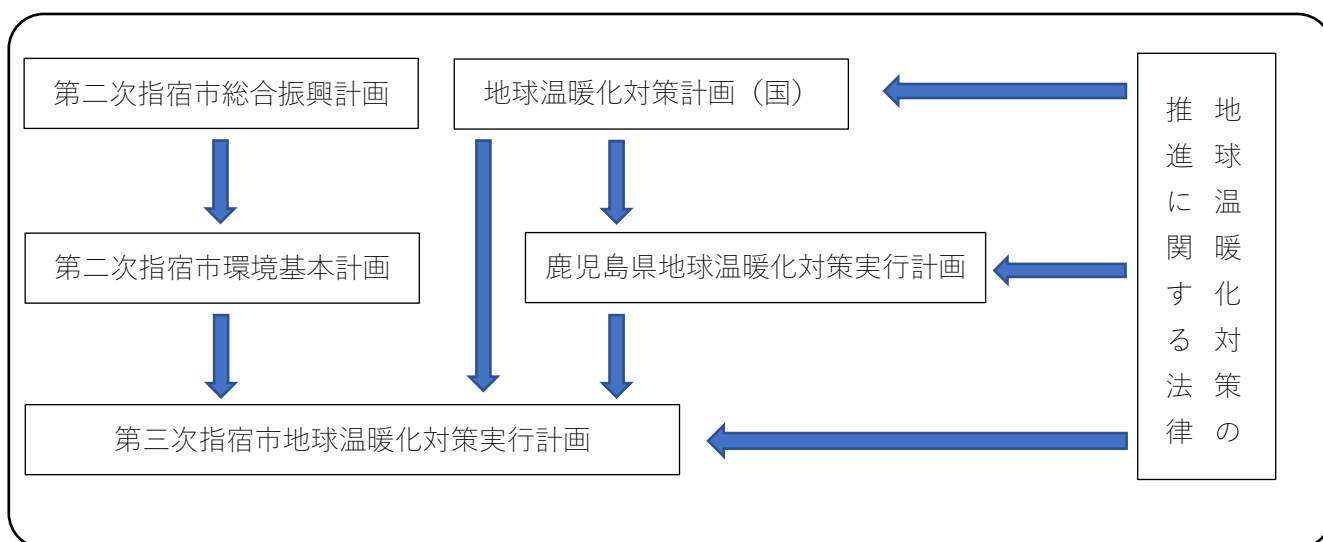 第二次指宿市総合振興計画
地球温暖化対策計画（国）
第二次指宿市環境基本計画
鹿児島県地球温暖化対策実行計画
第三次指宿市地球温暖化対策実行計画
地球温暖化対策の
推進に関する法律